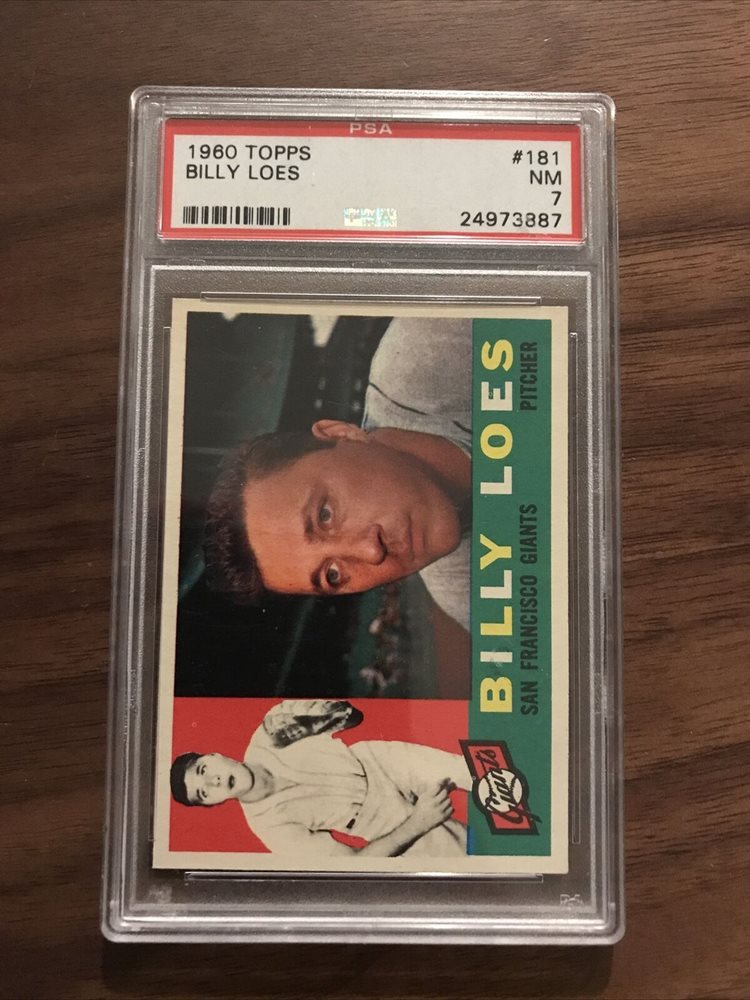 PSA
1960 TOPPS #181
BILLY LOES NM
7
24973887
BILLY LOES
SAN FRANCISCO GIANTS PITCHER
Giants